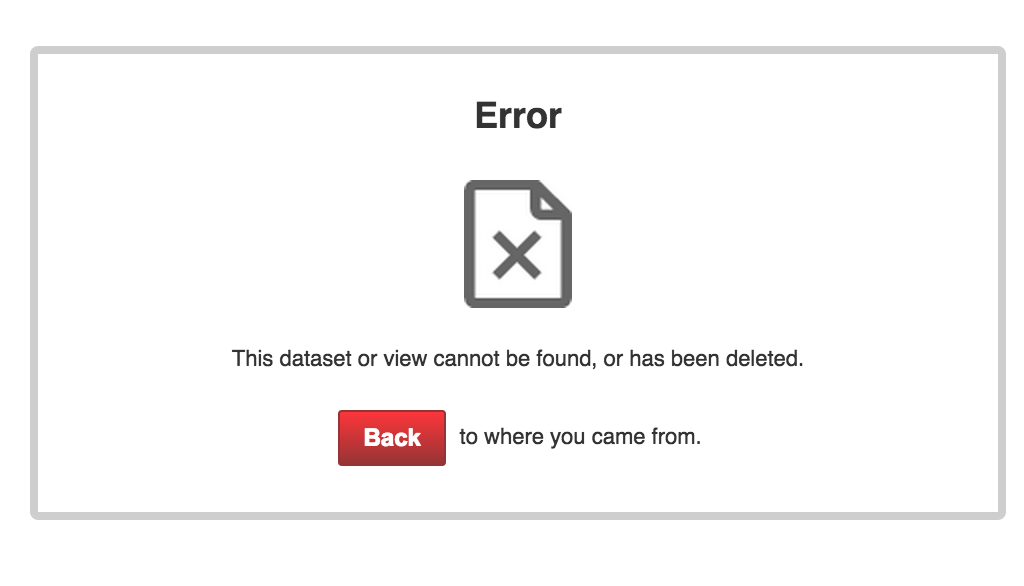 Error
This dataset or view cannot be found, or has been deleted.
Back to where you came from.